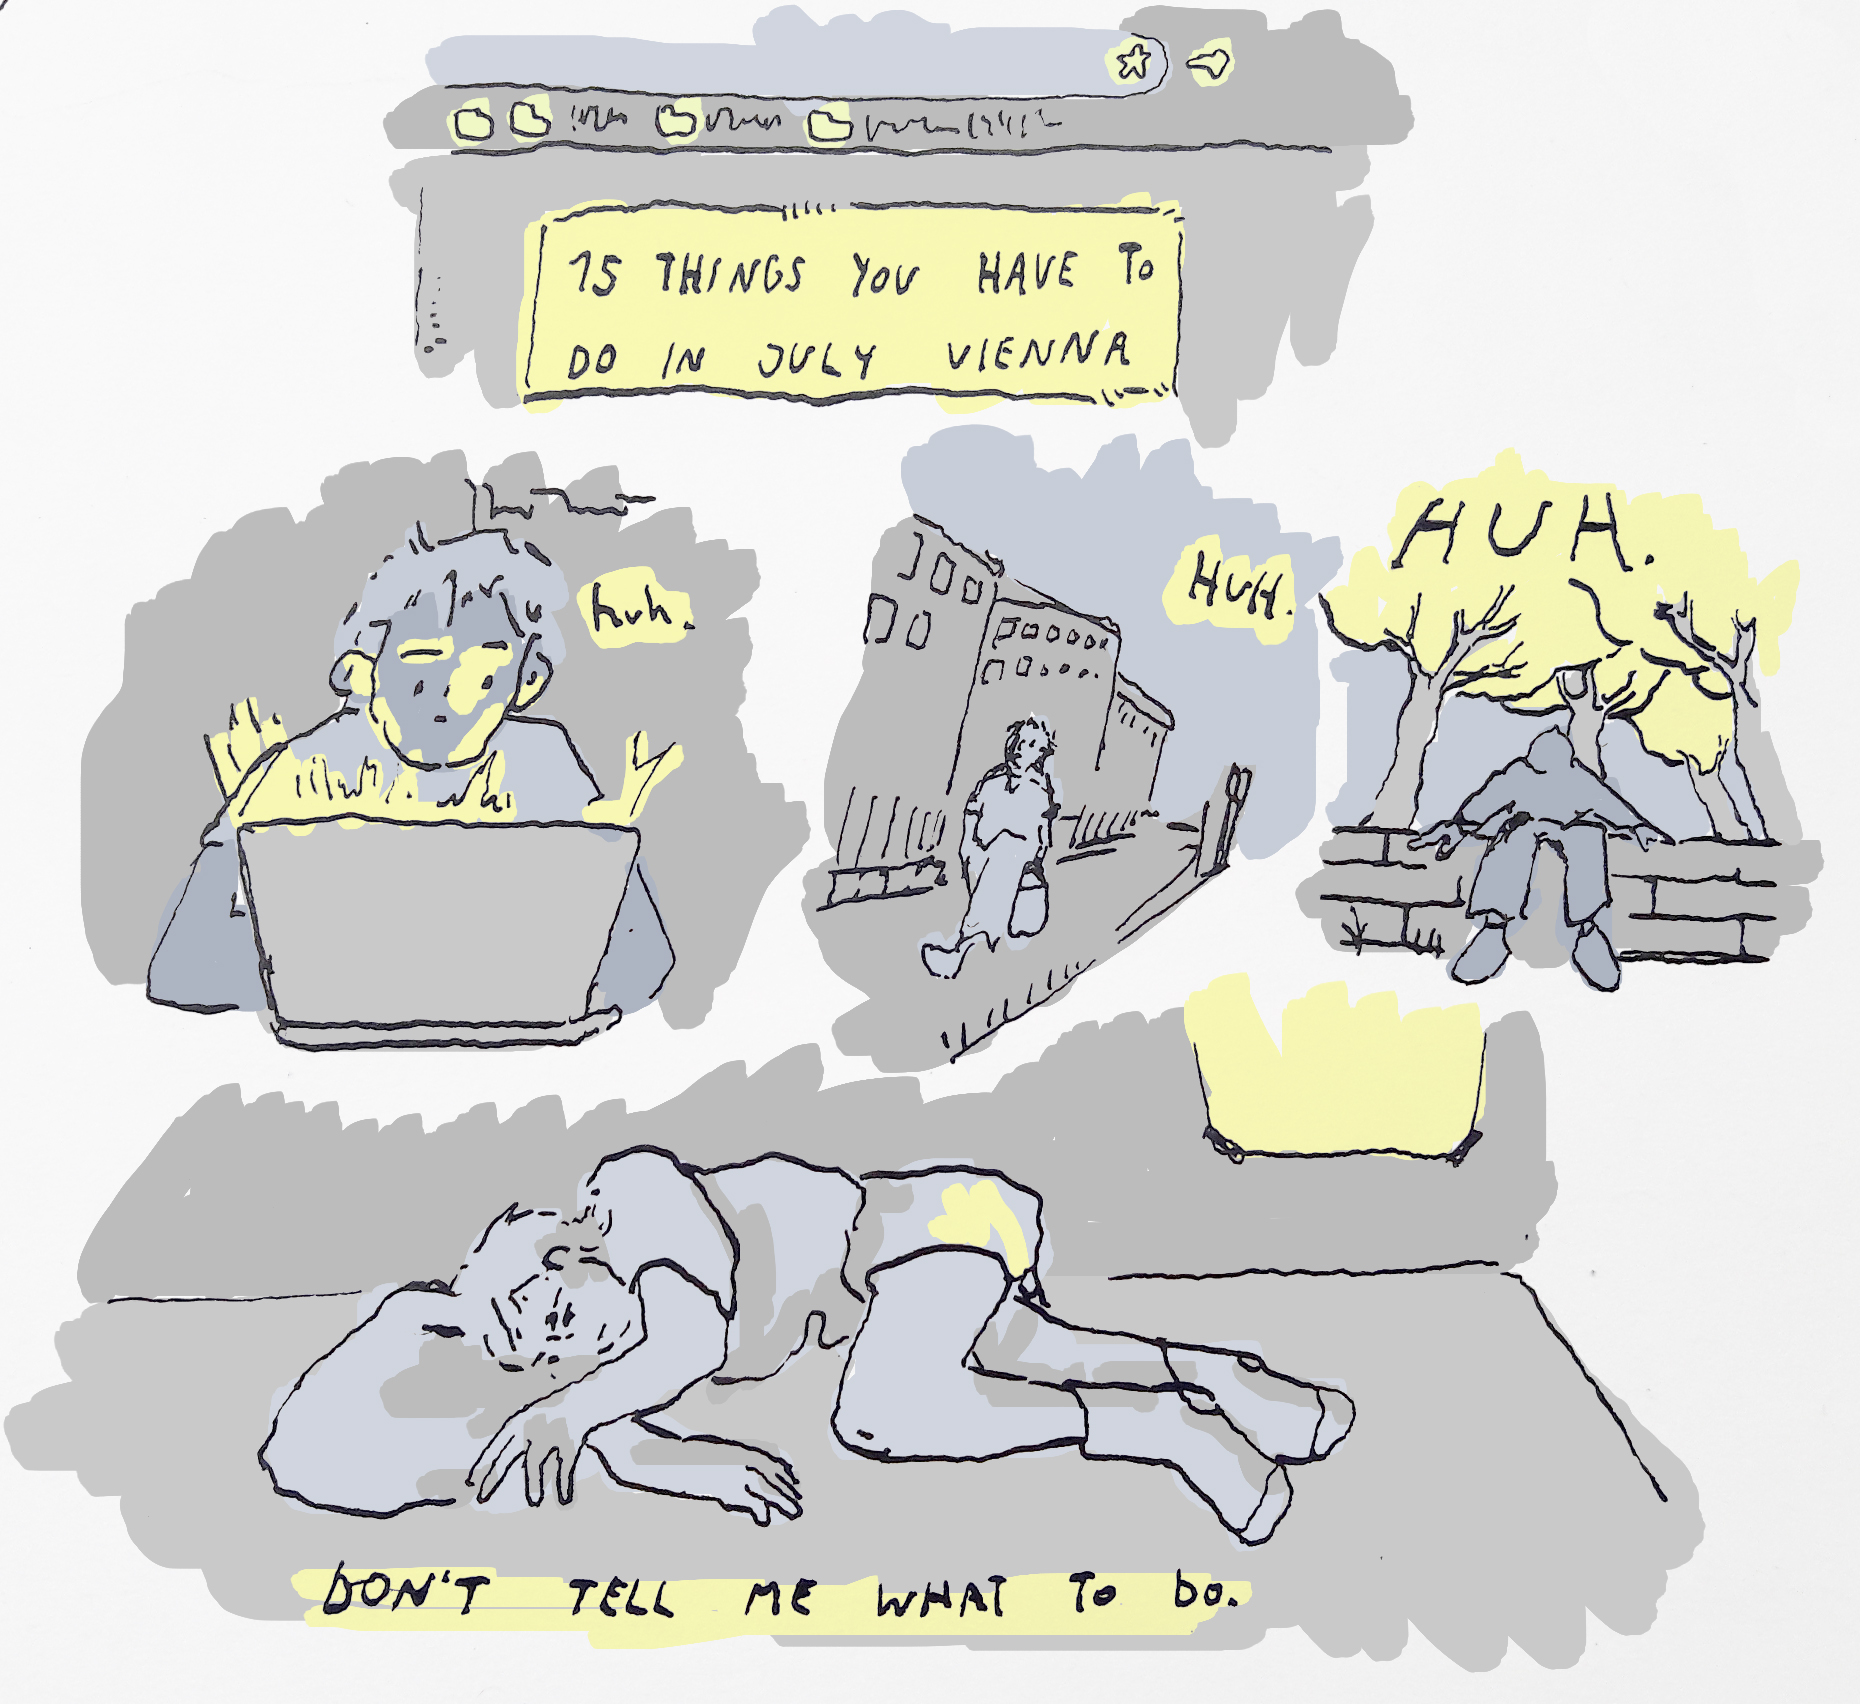 15 THINGS YOU HAVE TO
DO IN JULY VIENNA
huh.
HUH.
HUH.
DON'T TELL ME WHAT TO DO.